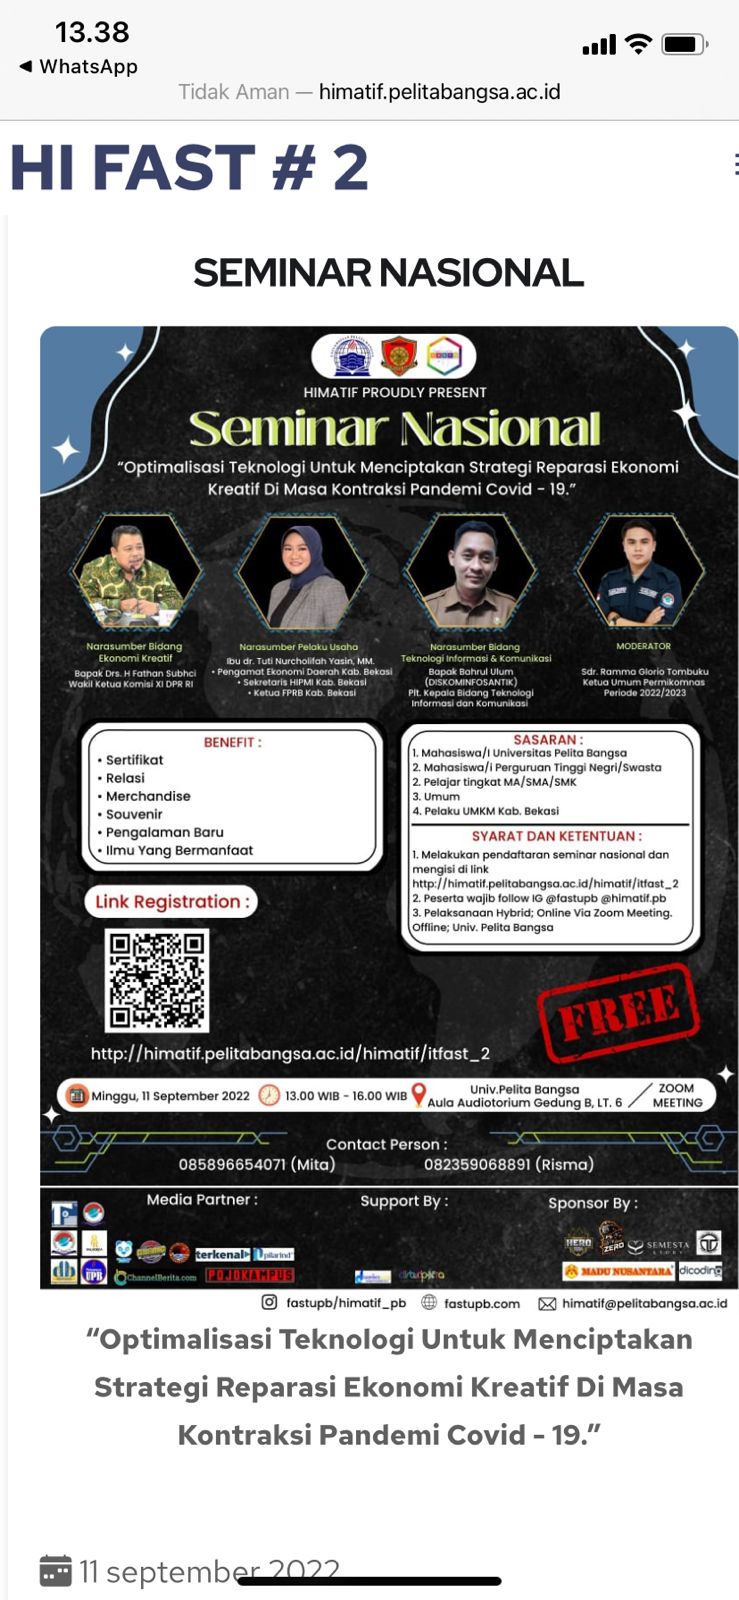 13.38
WhatsApp
Tidak Aman — himatif.pelitabangsa.ac.id
HI FAST # 2
SEMINAR NASIONAL
HIMATIF PROUDLY PRESENT
Seminar Nasional
“Optimalisasi Teknologi Untuk Menciptakan Strategi Reparasi Ekonomi
Kreatif Di Masa Kontraksi Pandemi Covid - 19.”
Narasumber Bidang
Ekonomi Kreatif
Bapak Drs. H Fathan Subhci
Wakil Ketua Komisi XI DPR RI
Narasumber Pelaku Usaha
Ibu dr. Tuti Nurcholifah Yasin, MM.
• Pengamat Ekonomi Daerah Kab. Bekasi
• Sekretaris HIPMI Kab. Bekasi
• Ketua FPRB Kab. Bekasi
Narasumber Bidang
Teknologi Informasi & Komunikasi
Bapak Bahrul Ulum
(DISKOMINFOSANTIK)
Plt. Kepala Bidang Teknologi
Informasi dan Komunikasi
MODERATOR
Sdr. Ramma Glorio Tombuku
Ketua Umum Permikomnas
Periode 2022/2023
BENEFIT :
• Sertifikat
• Relasi
• Merchandise
• Souvenir
• Pengalaman Baru
• Ilmu Yang Bermanfaat
SASARAN :
1. Mahasiswa/I Universitas Pelita Bangsa
2. Mahasiswa/i Perguruan Tinggi Negri/Swasta
2. Pelajar tingkat MA/SMA/SMK
3. Umum
4. Pelaku UMKM Kab. Bekasi
SYARAT DAN KETENTUAN :
1. Melakukan pendaftaran seminar nasional dan
mengisi di link
http://himatif.pelitabangsa.ac.id/himatif/itfast_2
2. Peserta wajib follow IG @fastupb @himatif.pb
3. Pelaksanaan Hybrid; Online Via Zoom Meeting.
Offline; Univ. Pelita Bangsa
Link Registration :
FREE
http://himatif.pelitabangsa.ac.id/himatif/itfast_2
Minggu, 11 September 2022
13.00 WIB - 16.00 WIB
Univ.Pelita Bangsa
Aula Audiotorium Gedung B, LT. 6
ZOOM
MEETING
Contact Person :
085896654071 (Mita)
082359068891 (Risma)
Media Partner :
Support By :
Sponsor By :
terkenal
pilarind
ChannelBerita.com
POJOKAMPUS
UPB
HERO
ZERO
SEMESTA
MADU NUSANTARA
dicoding
fastupb/himatif_pb
fastupb.com
himatif@pelitabangsa.ac.id
“Optimalisasi Teknologi Untuk Menciptakan
Strategi Reparasi Ekonomi Kreatif Di Masa
Kontraksi Pandemi Covid - 19.”
11 september 2022